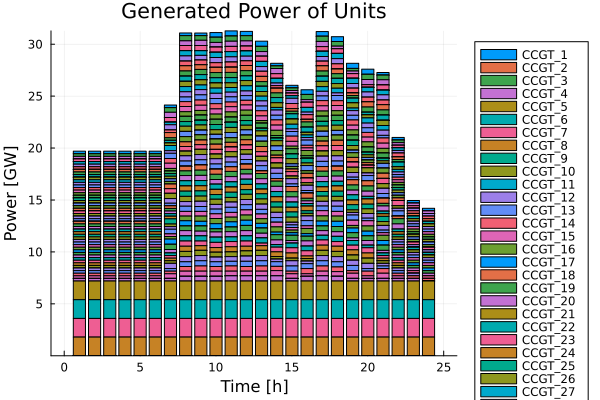 Generated Power of Units
Power [GW]
30
25
20
15
10
5
0
5
10
15
20
25
Time [h]
CCGT_1
CCGT_2
CCGT_3
CCGT_4
CCGT_5
CCGT_6
CCGT_7
CCGT_8
CCGT_9
CCGT_10
CCGT_11
CCGT_12
CCGT_13
CCGT_14
CCGT_15
CCGT_16
CCGT_17
CCGT_18
CCGT_19
CCGT_20
CCGT_21
CCGT_22
CCGT_23
CCGT_24
CCGT_25
CCGT_26
CCGT_27